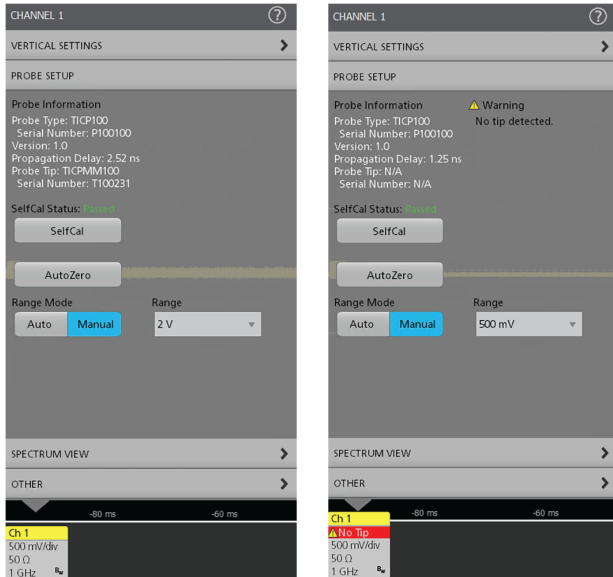 CHANNEL 1
?
VERTICAL SETTINGS
PROBE SETUP
Probe Information
Probe Type: TICP100
Serial Number: P100100
Version: 1.0
Propagation Delay: 2.52 ns
Probe Tip: TICPMM100
Serial Number: T100231
SelfCal Status: Passed
SelfCal
AutoZero
Range Mode
Range
Auto
Manual
2 V
SPECTRUM VIEW
OTHER
-80 ms
-60 ms
Ch 1
500 mV/div
50 Ω
1 GHz
Bw
CHANNEL 1
?
VERTICAL SETTINGS
PROBE SETUP
Probe Information
Warning
No tip detected.
Probe Type: TICP100
Serial Number: P100100
Version: 1.0
Propagation Delay: 1.25 ns
Probe Tip: N/A
Serial Number: N/A
SelfCal Status: Passed
SelfCal
AutoZero
Range Mode
Range
Auto
Manual
500 mV
SPECTRUM VIEW
OTHER
-80 ms
-60 ms
Ch 1
No Tip
500 mV/div
50 Ω
1 GHz
Bw